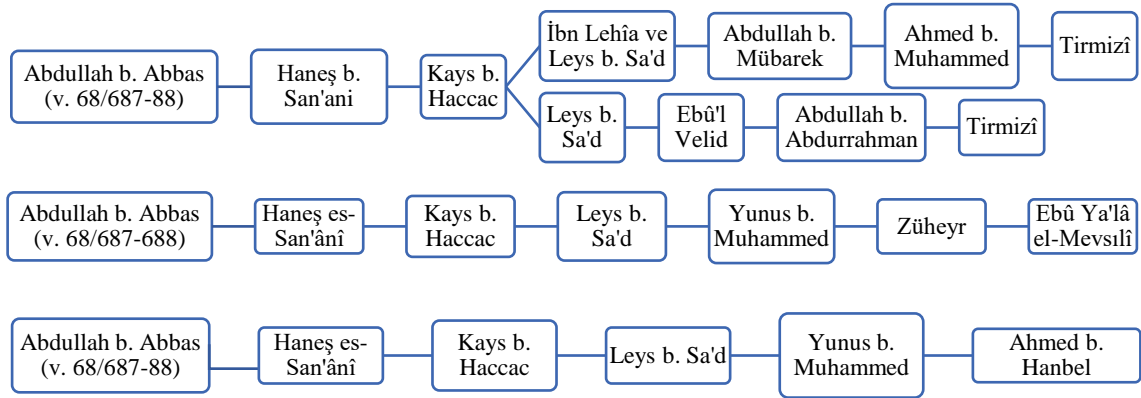 Abdullah b. Abbas
(v. 68/687-88)
Haneş b.
San'ani
Kays b.
Haccac
İbn Lehîa ve
Leys b. Sa'd
Abdullah b.
Mübarek
Ahmed b.
Muhammed
Tirmizî
Leys b.
Sa'd
Ebû'l
Velid
Abdullah b.
Abdurrahman
Tirmizî
Abdullah b. Abbas
(v. 68/687-688)
Haneş es-
San'ânî
Kays b.
Haccac
Leys b.
Sa'd
Yunus b.
Muhammed
Züheyr
Ebû Ya'lâ
el-Mevsılî
Abdullah b. Abbas
(v. 68/687-88)
Haneş es-
San'ânî
Kays b.
Haccac
Leys b. Sa'd
Yunus b.
Muhammed
Ahmed b.
Hanbel